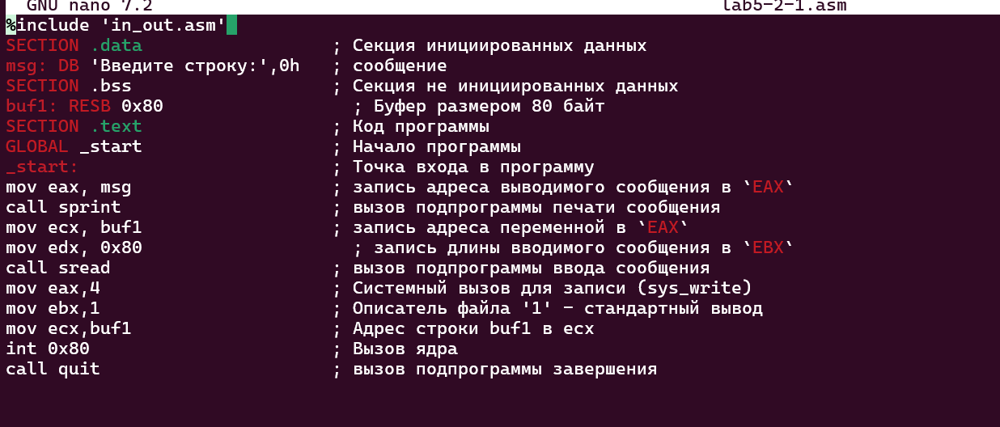 GNU nano 7.2 lab5-2-1.asm
%include 'in_out.asm'
SECTION .data ; Секция инициированных данных
msg: DB 'Введите строку:',0h ; сообщение
SECTION .bss ; Секция не инициированных данных
buf1: RESB 0x80 ; Буфер размером 80 байт
SECTION .text ; Код программы
GLOBAL _start ; Начало программы
_start: ; Точка входа в программу
mov eax, msg ; запись адреса выводимого сообщения в `EAX`
call sprint ; вызов подпрограммы печати сообщения
mov ecx, buf1 ; запись адреса переменной в `EAX`
mov edx, 0x80 ; запись длины вводимого сообщения в `EBX`
call sread ; вызов подпрограммы ввода сообщения
mov eax,4 ; Системный вызов для записи (sys_write)
mov ebx,1 ; Описатель файла '1' - стандартный вывод
mov ecx,buf1 ; Адрес строки buf1 в ecx
int 0x80 ; Вызов ядра
call quit ; вызов подпрограммы завершения